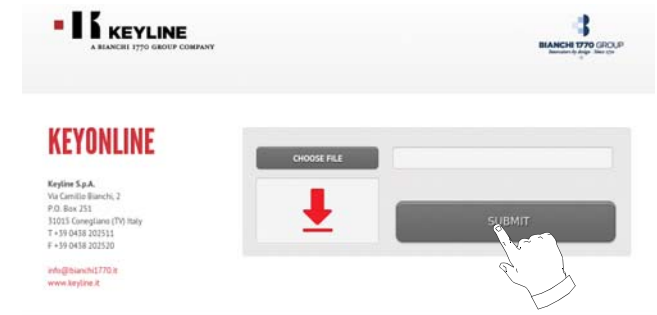 KEYLINE
A BIANCHI 1770 GROUP COMPANY
BIANCHI 1770 GROUP
KEYONLINE
Keyline S.p.A.
Via Camillo Bianchi, 2
P.O. Box 251
31015 Conegliano (TV) Italy
T +39 0438 202511
F +39 0438 202520
info@bianchi1770.it
www.keyline.it
CHOOSE FILE
SUBMIT